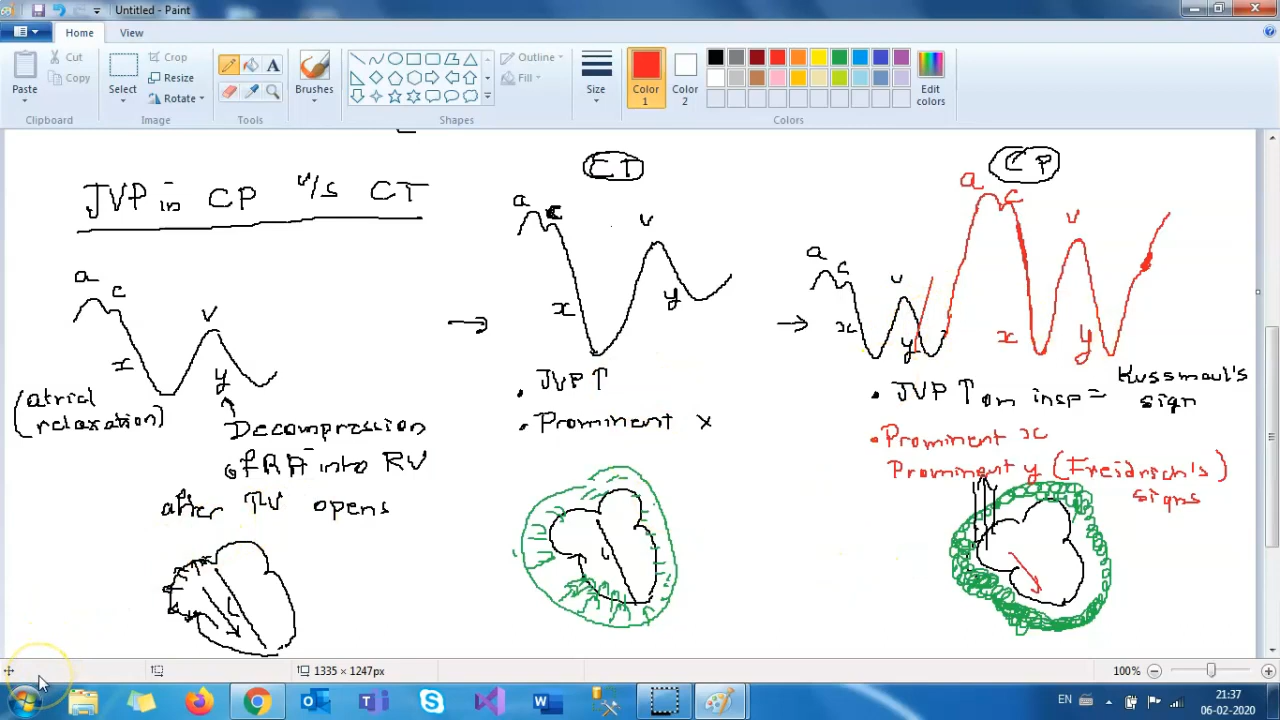 Untitled - Paint
Home
View
Paste
Cut
Copy
Clipboard
Select
Crop
Resize
Rotate
Image
Tools
Brushes
Shapes
Outline
Fill
Size
Color 1
Color 2
Colors
Edit colors
JVP in CP v/s CT
CT
CP
a c v
x y
(atrial relaxation)
Decompression
of RA into RV
after TV opens
a c v
x y
• JVP ↑
• Prominent x
a c v
x y
a c v
x y
• JVP ↑ on insp = Kussmaul's sign
• Prominent x
Prominent y (Freidrich's)
signs
1335 × 1247px
100%
EN
21:37
06-02-2020